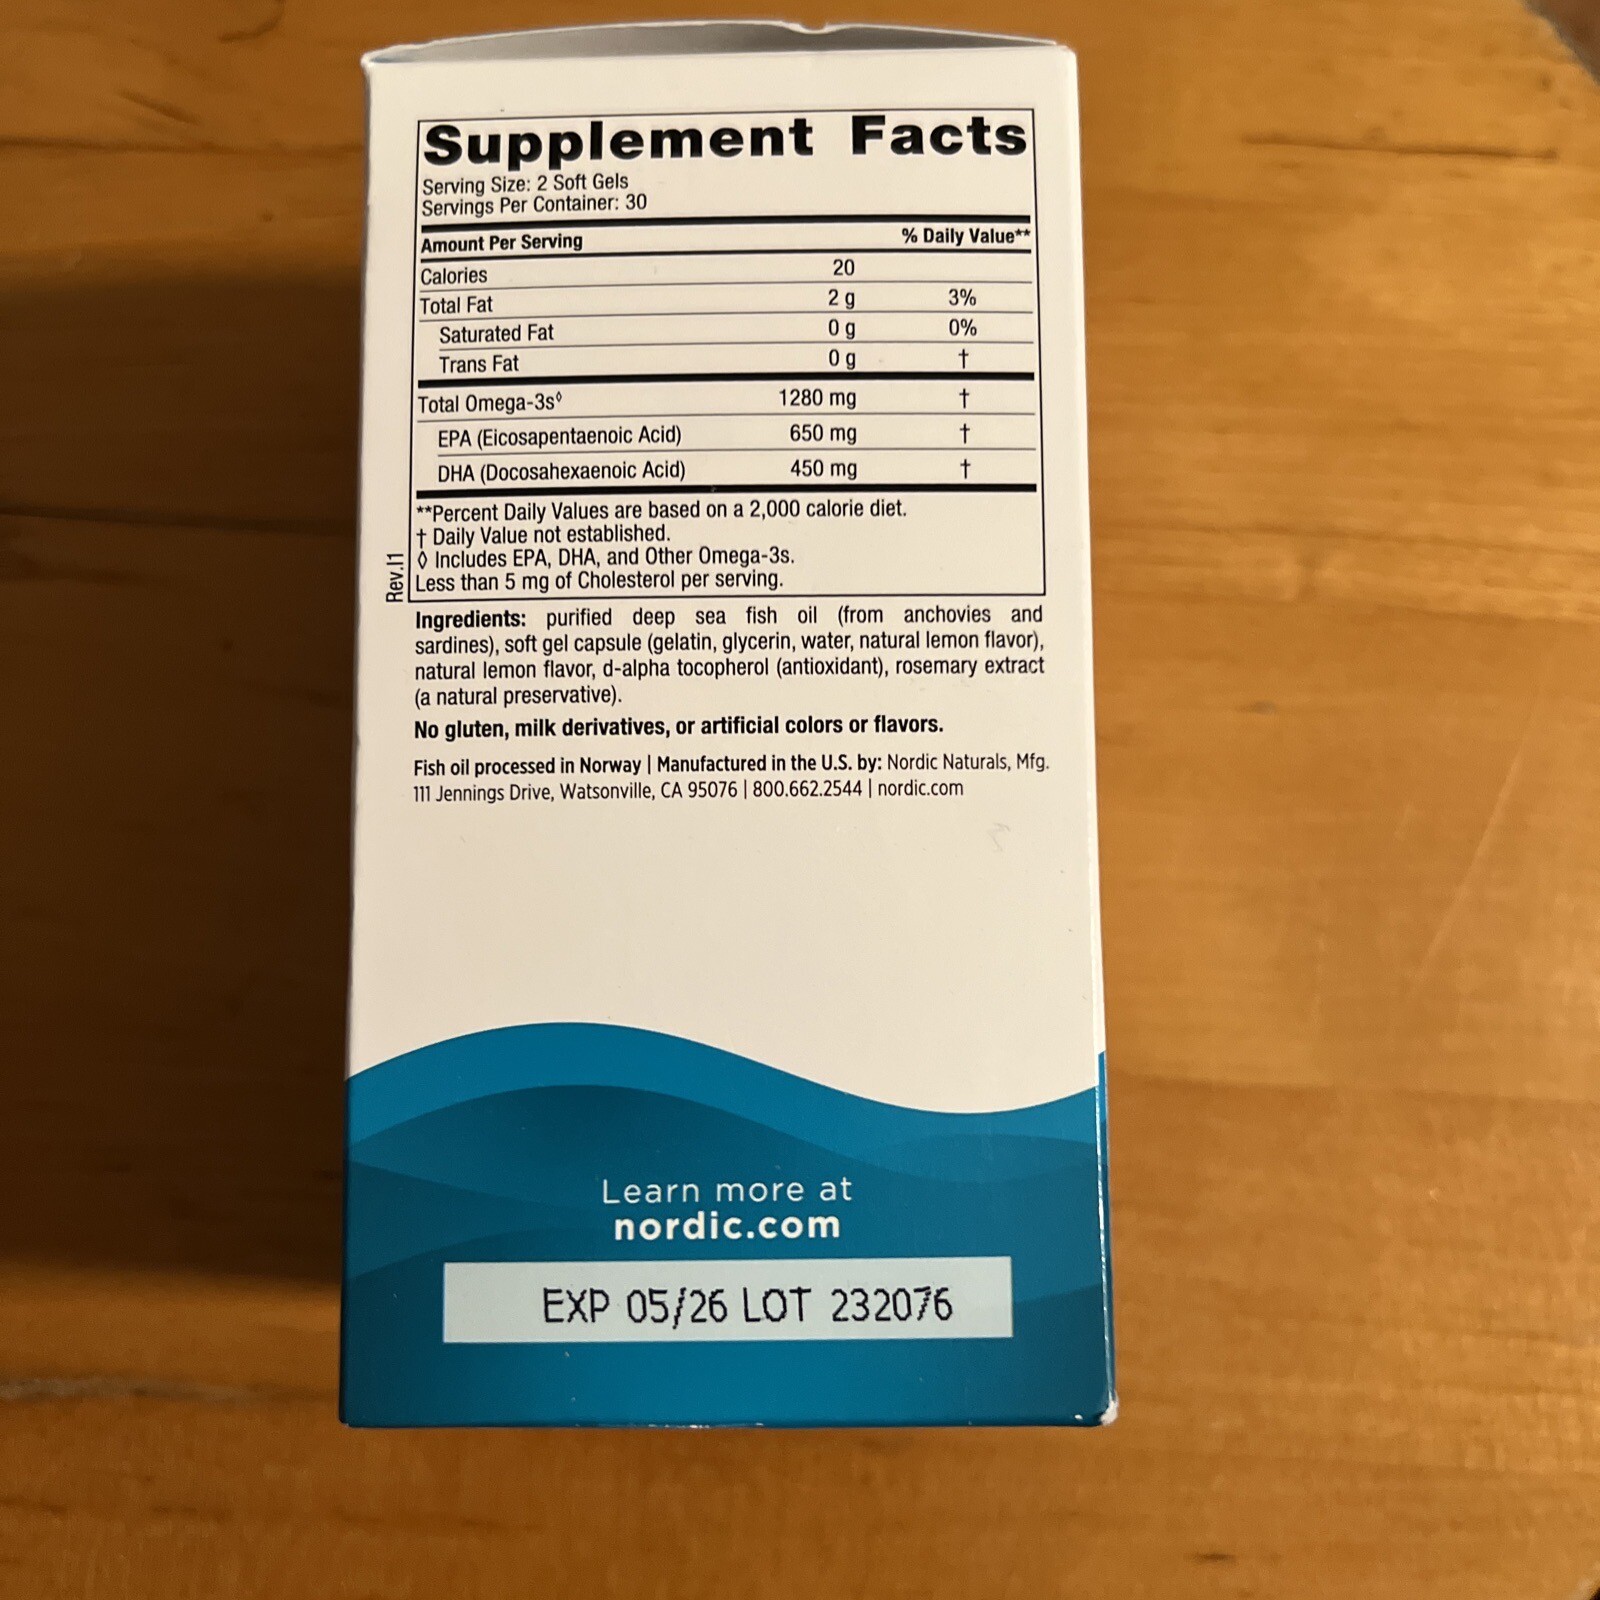 Supplement Facts
Serving Size: 2 Soft Gels
Servings Per Container: 30
Amount Per Serving % Daily Value**
Calories 20
Total Fat 2 g 3%
Saturated Fat 0 g 0%
Trans Fat 0 g †
Total Omega-3s◊ 1280 mg †
EPA (Eicosapentaenoic Acid) 650 mg †
DHA (Docosahexaenoic Acid) 450 mg †
**Percent Daily Values are based on a 2,000 calorie diet.
† Daily Value not established.
◊ Includes EPA, DHA, and Other Omega-3s.
Less than 5 mg of Cholesterol per serving.
Rev.I1
Ingredients: purified deep sea fish oil (from anchovies and
sardines), soft gel capsule (gelatin, glycerin, water, natural lemon flavor),
natural lemon flavor, d-alpha tocopherol (antioxidant), rosemary extract
(a natural preservative).
No gluten, milk derivatives, or artificial colors or flavors.
Fish oil processed in Norway | Manufactured in the U.S. by: Nordic Naturals, Mfg.
111 Jennings Drive, Watsonville, CA 95076 | 800.662.2544 | nordic.com
Learn more at
nordic.com
EXP 05/26 LOT 232076